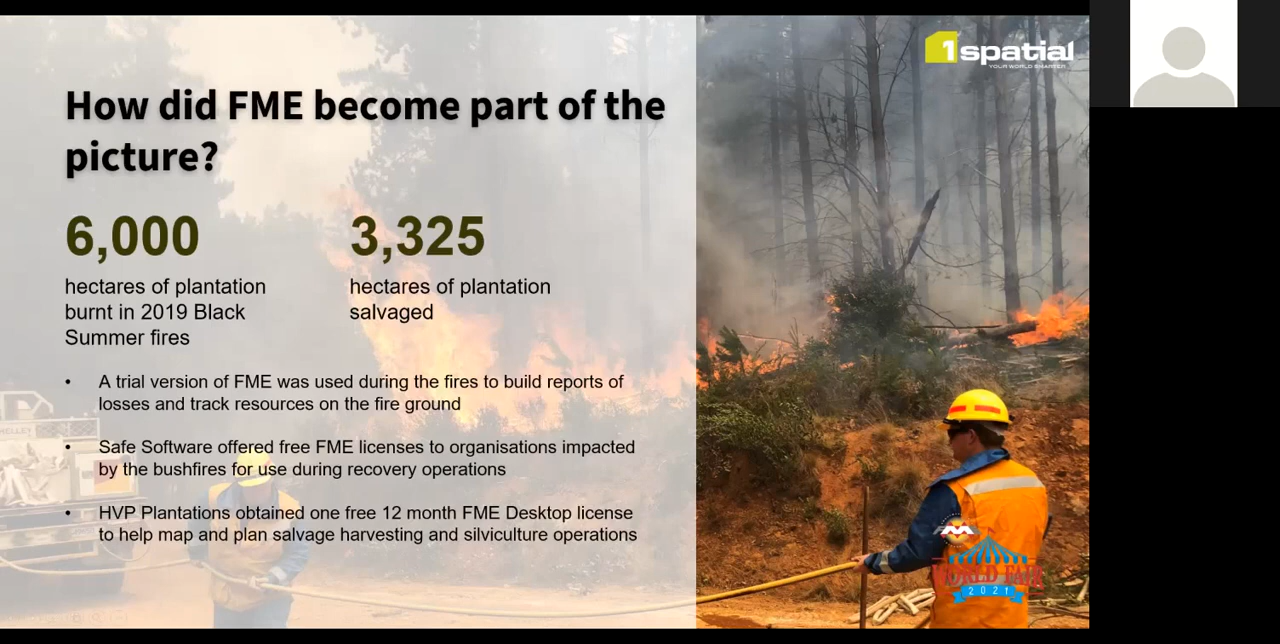 1spatial
YOUR WORLD SMARTER
How did FME become part of the
picture?
6,000
hectares of plantation
burnt in 2019 Black
Summer fires
3,325
hectares of plantation
salvaged
• A trial version of FME was used during the fires to build reports of
losses and track resources on the fire ground
• Safe Software offered free FME licenses to organisations impacted
by the bushfires for use during recovery operations
• HVP Plantations obtained one free 12 month FME Desktop license
to help map and plan salvage harvesting and silviculture operations
WORLD FAIR
2021